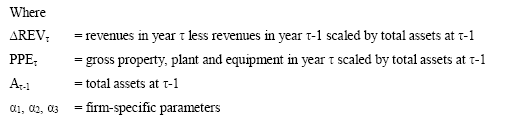 Where
ΔREVτ = revenues in year τ less revenues in year τ-1 scaled by total assets at τ-1
PPEτ = gross property, plant and equipment in year τ scaled by total assets at τ-1
Aτ-1 = total assets at τ-1
α1, α2, α3 = firm-specific parameters